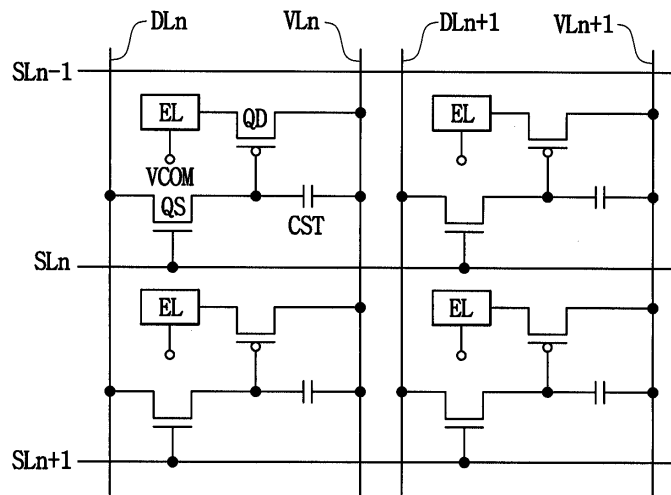 DLn VLn DLn+1 VLn+1
SLn-1
EL QD EL
VCOM
QS
CST
SLn
EL EL
SLn+1